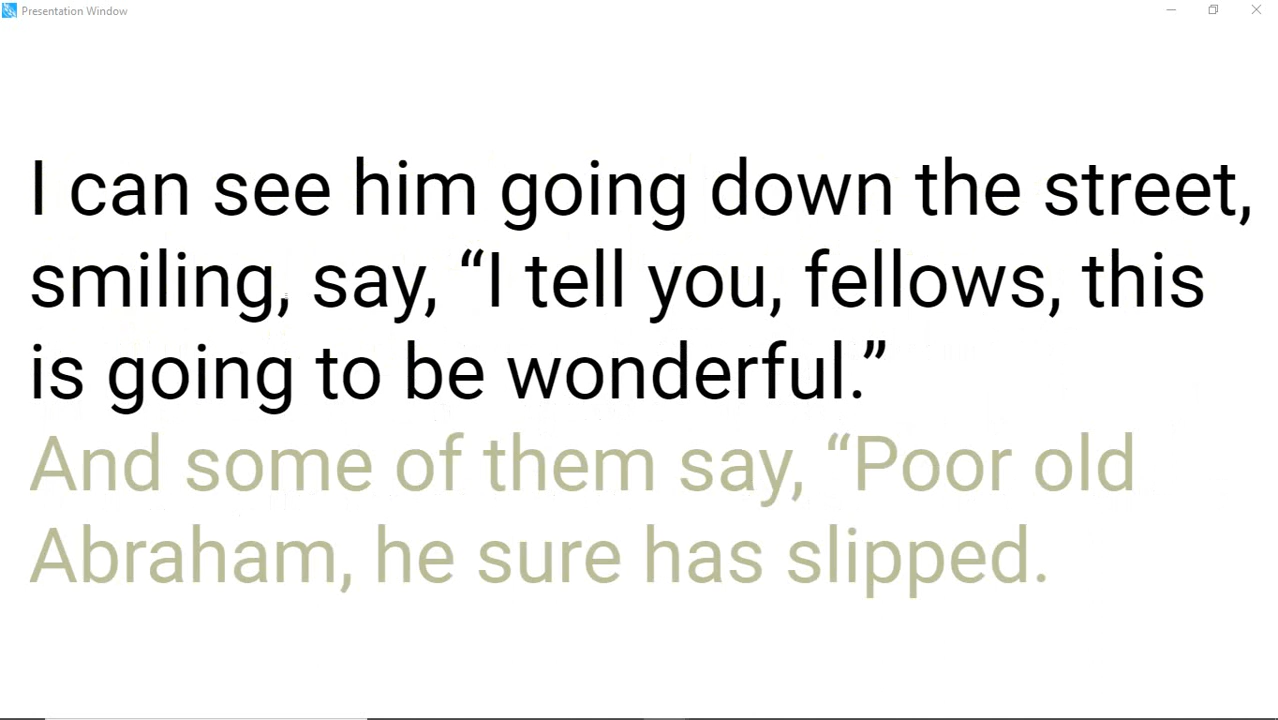 Presentation Window
I can see him going down the street,
smiling, say, “I tell you, fellows, this
is going to be wonderful.”
And some of them say, “Poor old
Abraham, he sure has slipped.